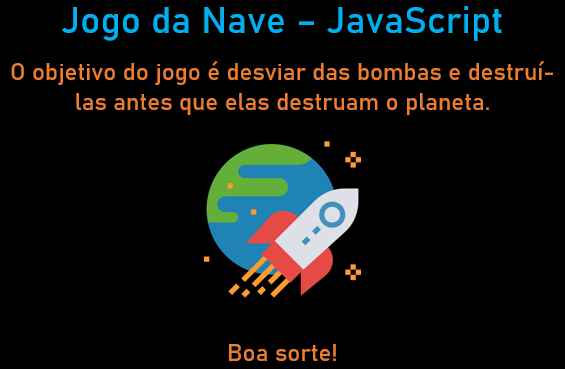 Jogo da Nave – JavaScript
O objetivo do jogo é desviar das bombas e destruí-
las antes que elas destruam o planeta.
Boa sorte!